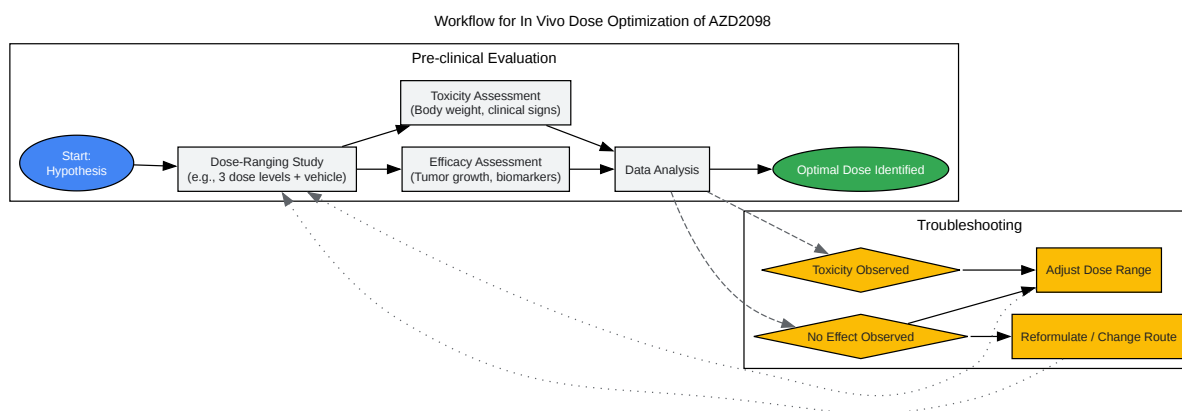 Workflow for In Vivo Dose Optimization of AZD2098
Pre-clinical Evaluation
Start:
Hypothesis
Dose-Ranging Study
(e.g., 3 dose levels + vehicle)
Toxicity Assessment
(Body weight, clinical signs)
Efficacy Assessment
(Tumor growth, biomarkers)
Data Analysis
Optimal Dose Identified
Troubleshooting
Toxicity Observed
Adjust Dose Range
No Effect Observed
Reformulate / Change Route